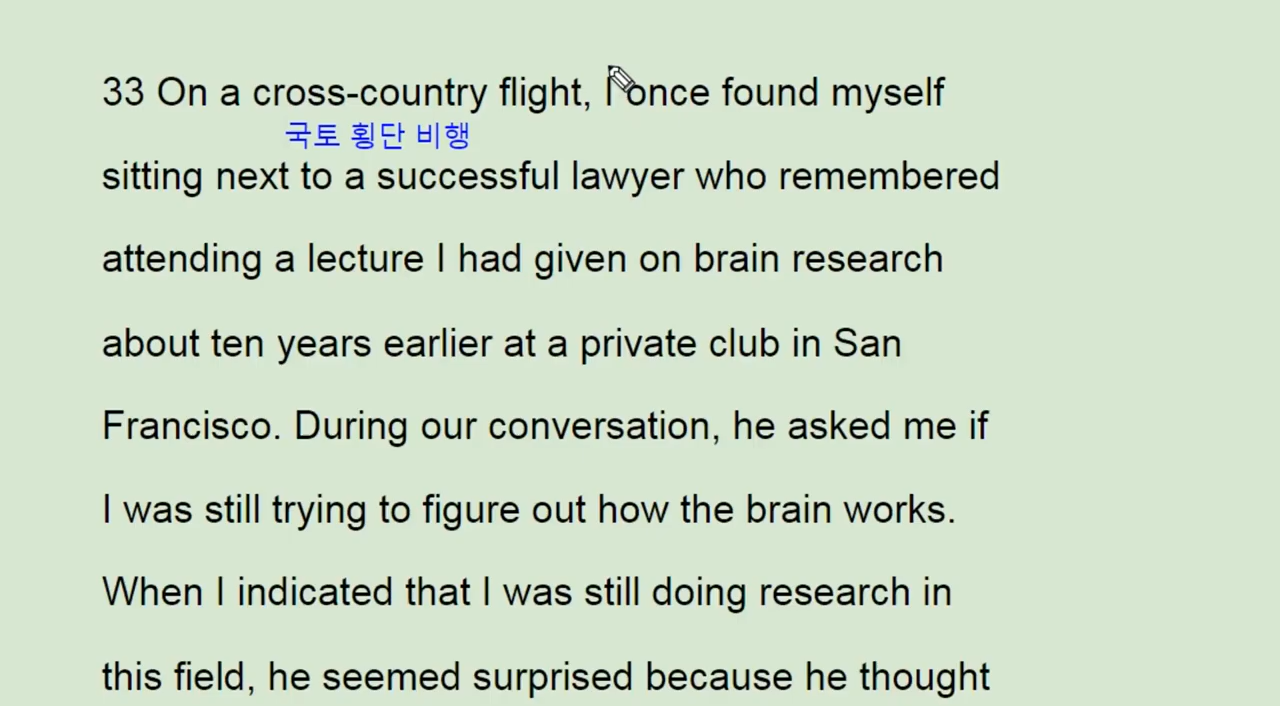 33 On a cross-country flight, I once found myself
국토 횡단 비행
sitting next to a successful lawyer who remembered
attending a lecture I had given on brain research
about ten years earlier at a private club in San
Francisco. During our conversation, he asked me if
I was still trying to figure out how the brain works.
When I indicated that I was still doing research in
this field, he seemed surprised because he thought